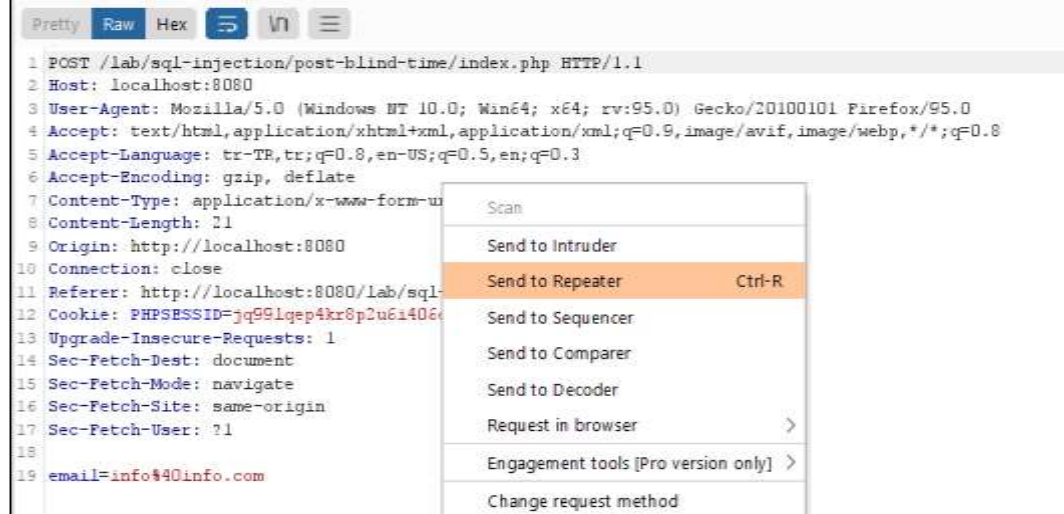 Pretty Raw Hex \n
1 POST /lab/sql-injection/post-blind-time/index.php HTTP/1.1
2 Host: localhost:8080
3 User-Agent: Mozilla/5.0 (Windows NT 10.0; Win64; x64; rv:95.0) Gecko/20100101 Firefox/95.0
4 Accept: text/html,application/xhtml+xml,application/xml;q=0.9,image/avif,image/webp,*/*;q=0.8
5 Accept-Language: tr-TR,tr;q=0.8,en-US;q=0.5,en;q=0.3
6 Accept-Encoding: gzip, deflate
7 Content-Type: application/x-www-form-u
8 Content-Length: 21
9 Origin: http://localhost:8080
10 Connection: close
11 Referer: http://localhost:8080/lab/sql-
12 Cookie: PHPSESSID=
13 Upgrade-Insecure-Requests: 1
14 Sec-Fetch-Dest: document
15 Sec-Fetch-Mode: navigate
16 Sec-Fetch-Site: same-origin
17 Sec-Fetch-User: ?1
18
19 email=info%40info.com
Scan
Send to Intruder
Send to Repeater Ctrl-R
Send to Sequencer
Send to Comparer
Send to Decoder
Request in browser >
Engagement tools [Pro version only] >
Change request method